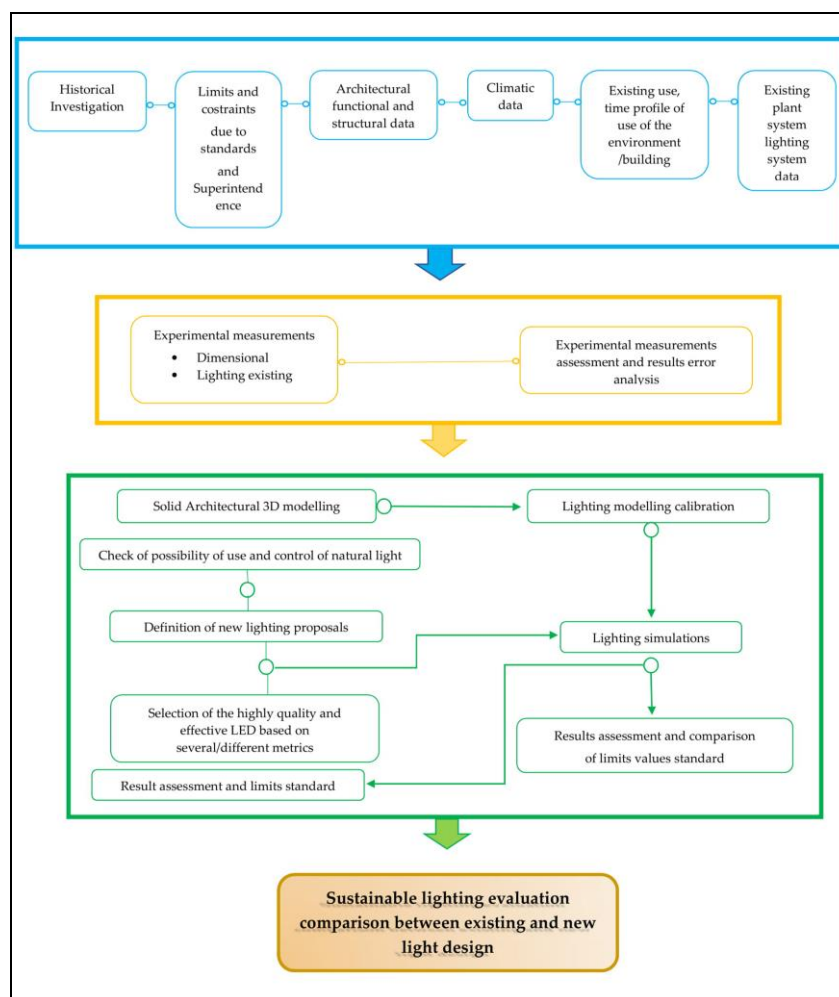 Historical
Investigation
Limits and
costraints
due to
standards
and
Superintend
ence
Architectural
functional and
structural data
Climatic
data
Existing use,
time profile of
use of the
environment
/building
Existing
plant
system
lighting
system
data
Experimental measurements
• Dimensional
• Lighting existing
Experimental measurements
assessment and results error
analysis
Solid Architectural 3D modelling
Lighting modelling calibration
Check of possibility of use and control of natural light
Definition of new lighting proposals
Lighting simulations
Selection of the highly quality and
effective LED based on
several/different metrics
Results assessment and comparison
of limits values standard
Result assessment and limits standard
Sustainable lighting evaluation
comparison between existing and new
light design